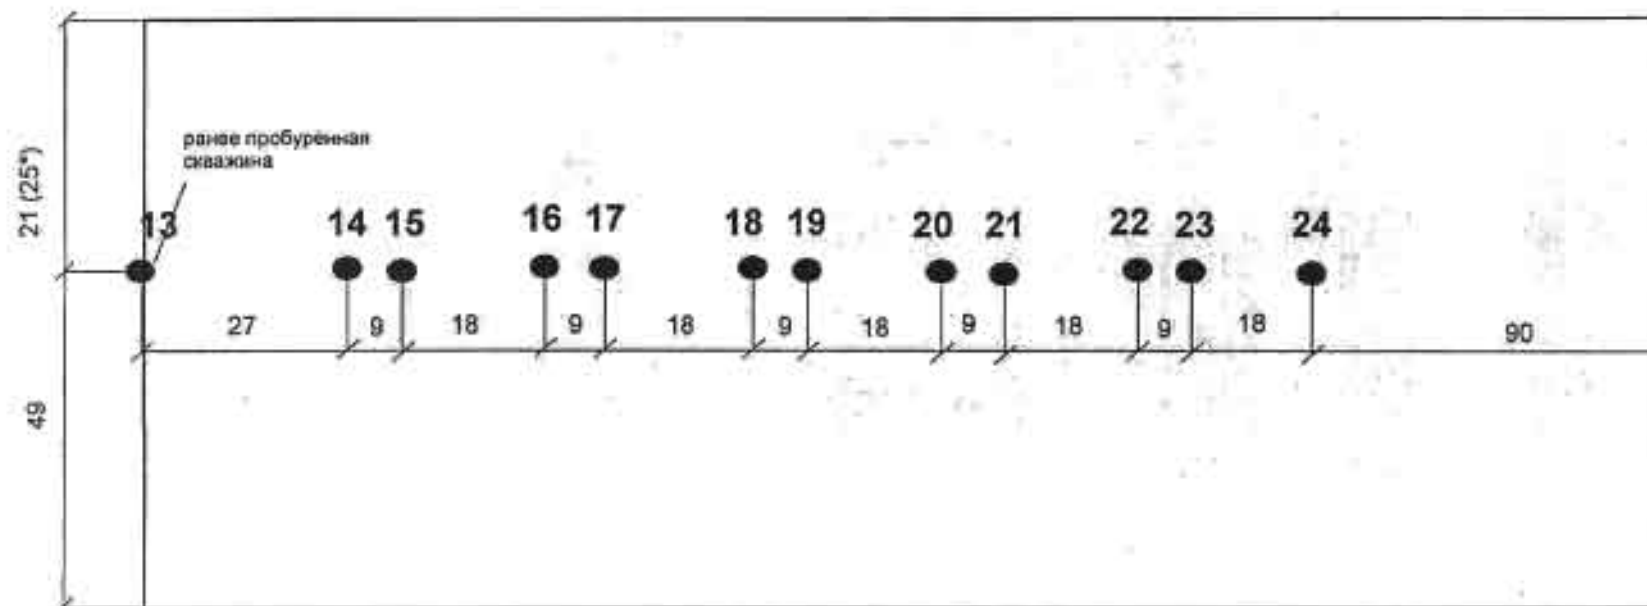 21 (25*)
ранее пробурённая
скважина
13 14 15 16 17 18 19 20 21 22 23 24
27 9 18 9 18 9 18 9 18 9 18 90
49